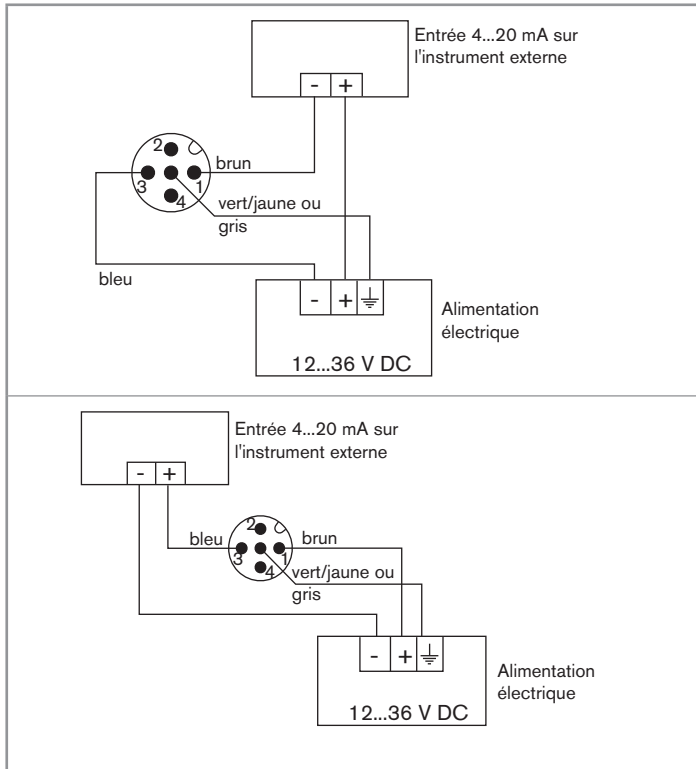 Entrée 4...20 mA sur
l'instrument externe
- +
2
brun
3 1
4
vert/jaune ou
gris
bleu
- +
Alimentation
électrique
12...36 V DC
Entrée 4...20 mA sur
l'instrument externe
- +
2
bleu
brun
3 1
4
vert/jaune ou
gris
- +
Alimentation
électrique
12...36 V DC